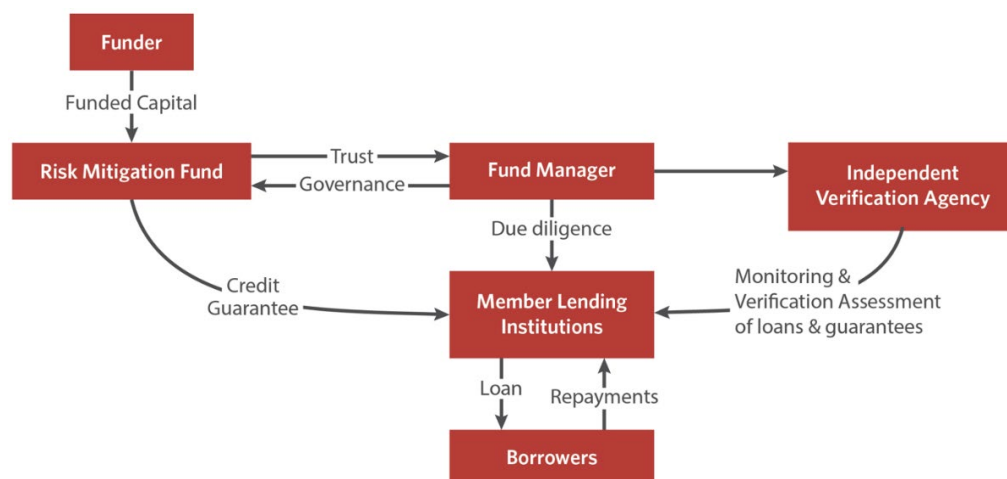 Funder
Funded Capital
Risk Mitigation Fund
Trust
Governance
Fund Manager
Independent
Verification Agency
Due diligence
Credit
Guarantee
Member Lending
Institutions
Monitoring &
Verification Assessment
of loans & guarantees
Loan
Repayments
Borrowers